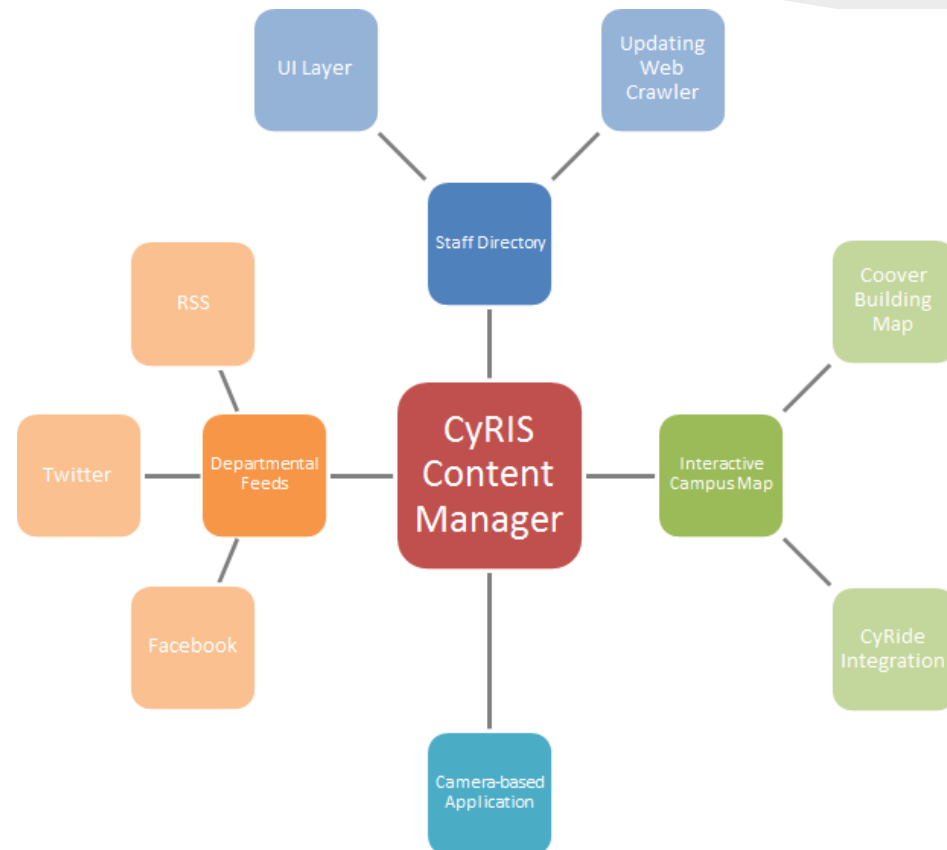 UI Layer
Updating
Web
Crawler
Staff Directory
RSS
Coover
Building
Map
CyRIS
Content
Manager
Twitter
Departmental
Feeds
Interactive
Campus Map
Facebook
CyRide
Integration
Camera-based
Application